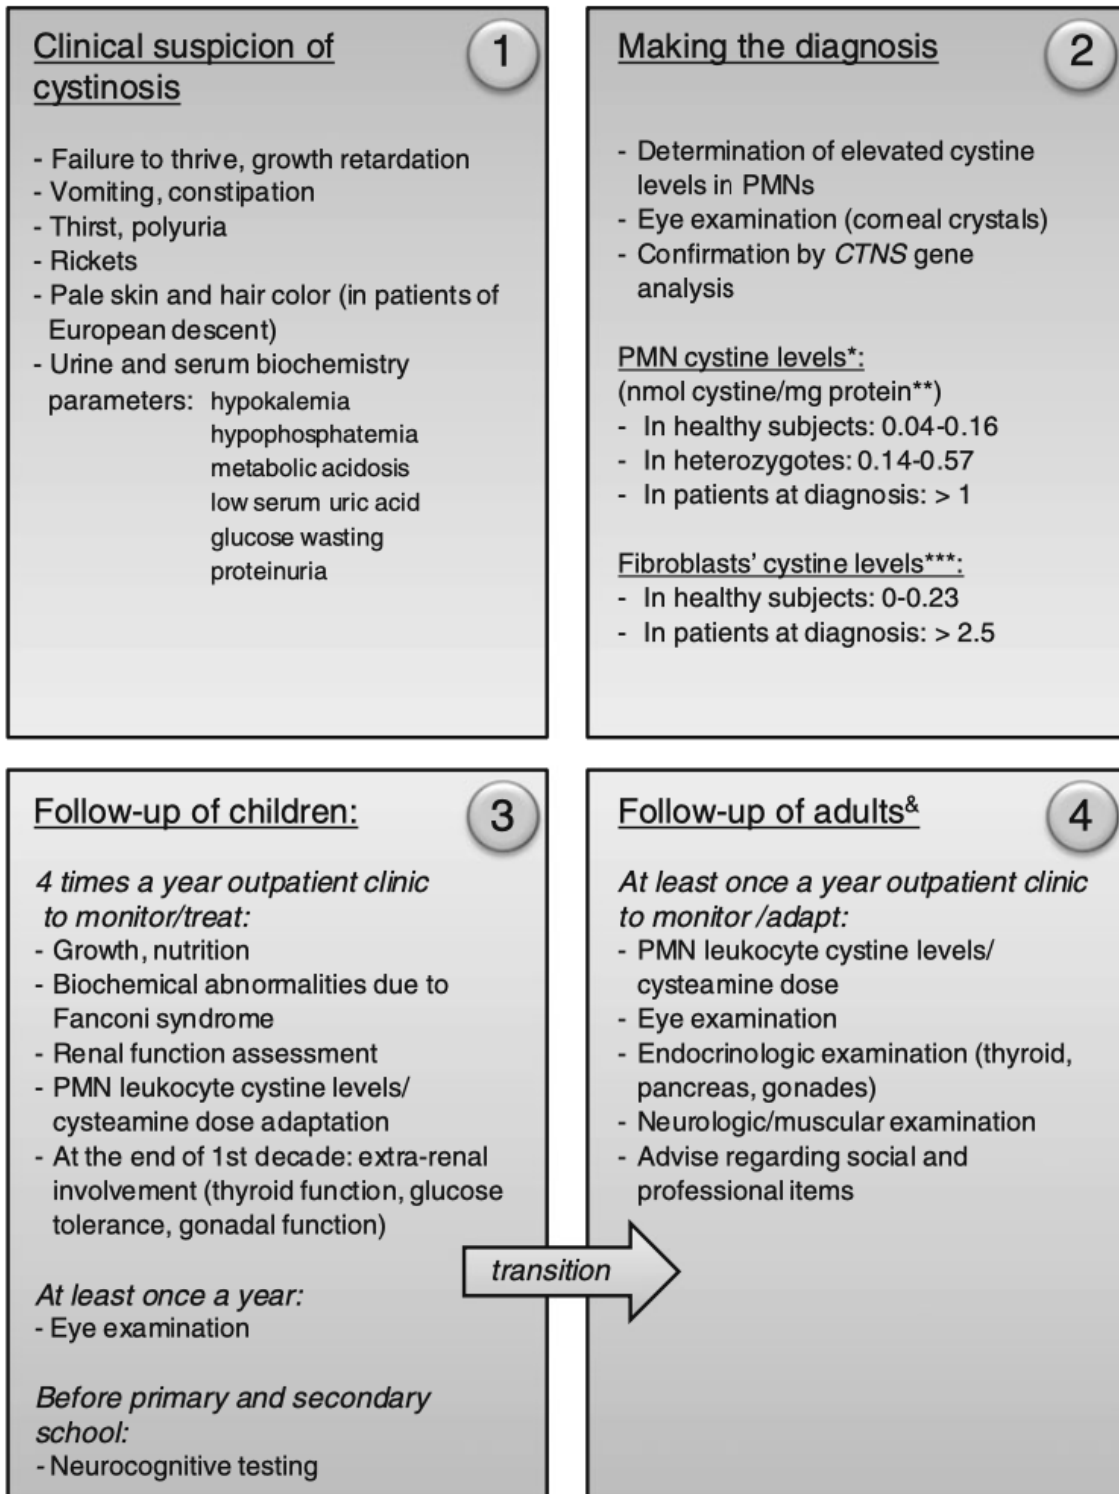 Clinical suspicion of
cystinosis
1
- Failure to thrive, growth retardation
- Vomiting, constipation
- Thirst, polyuria
- Rickets
- Pale skin and hair color (in patients of
European descent)
- Urine and serum biochemistry
parameters: hypokalemia
hypophosphatemia
metabolic acidosis
low serum uric acid
glucose wasting
proteinuria
Making the diagnosis
2
- Determination of elevated cystine
levels in PMNs
- Eye examination (corneal crystals)
- Confirmation by CTNS gene
analysis
PMN cystine levels*:
(nmol cystine/mg protein**)
- In healthy subjects: 0.04-0.16
- In heterozygotes: 0.14-0.57
- In patients at diagnosis: > 1
Fibroblasts' cystine levels***:
- In healthy subjects: 0-0.23
- In patients at diagnosis: > 2.5
Follow-up of children:
3
4 times a year outpatient clinic
to monitor/treat:
- Growth, nutrition
- Biochemical abnormalities due to
Fanconi syndrome
- Renal function assessment
- PMN leukocyte cystine levels/
cysteamine dose adaptation
- At the end of 1st decade: extra-renal
involvement (thyroid function, glucose
tolerance, gonadal function)
At least once a year:
- Eye examination
Before primary and secondary
school:
- Neurocognitive testing
transition
Follow-up of adults&
4
At least once a year outpatient clinic
to monitor /adapt:
- PMN leukocyte cystine levels/
cysteamine dose
- Eye examination
- Endocrinologic examination (thyroid,
pancreas, gonades)
- Neurologic/muscular examination
- Advise regarding social and
professional items